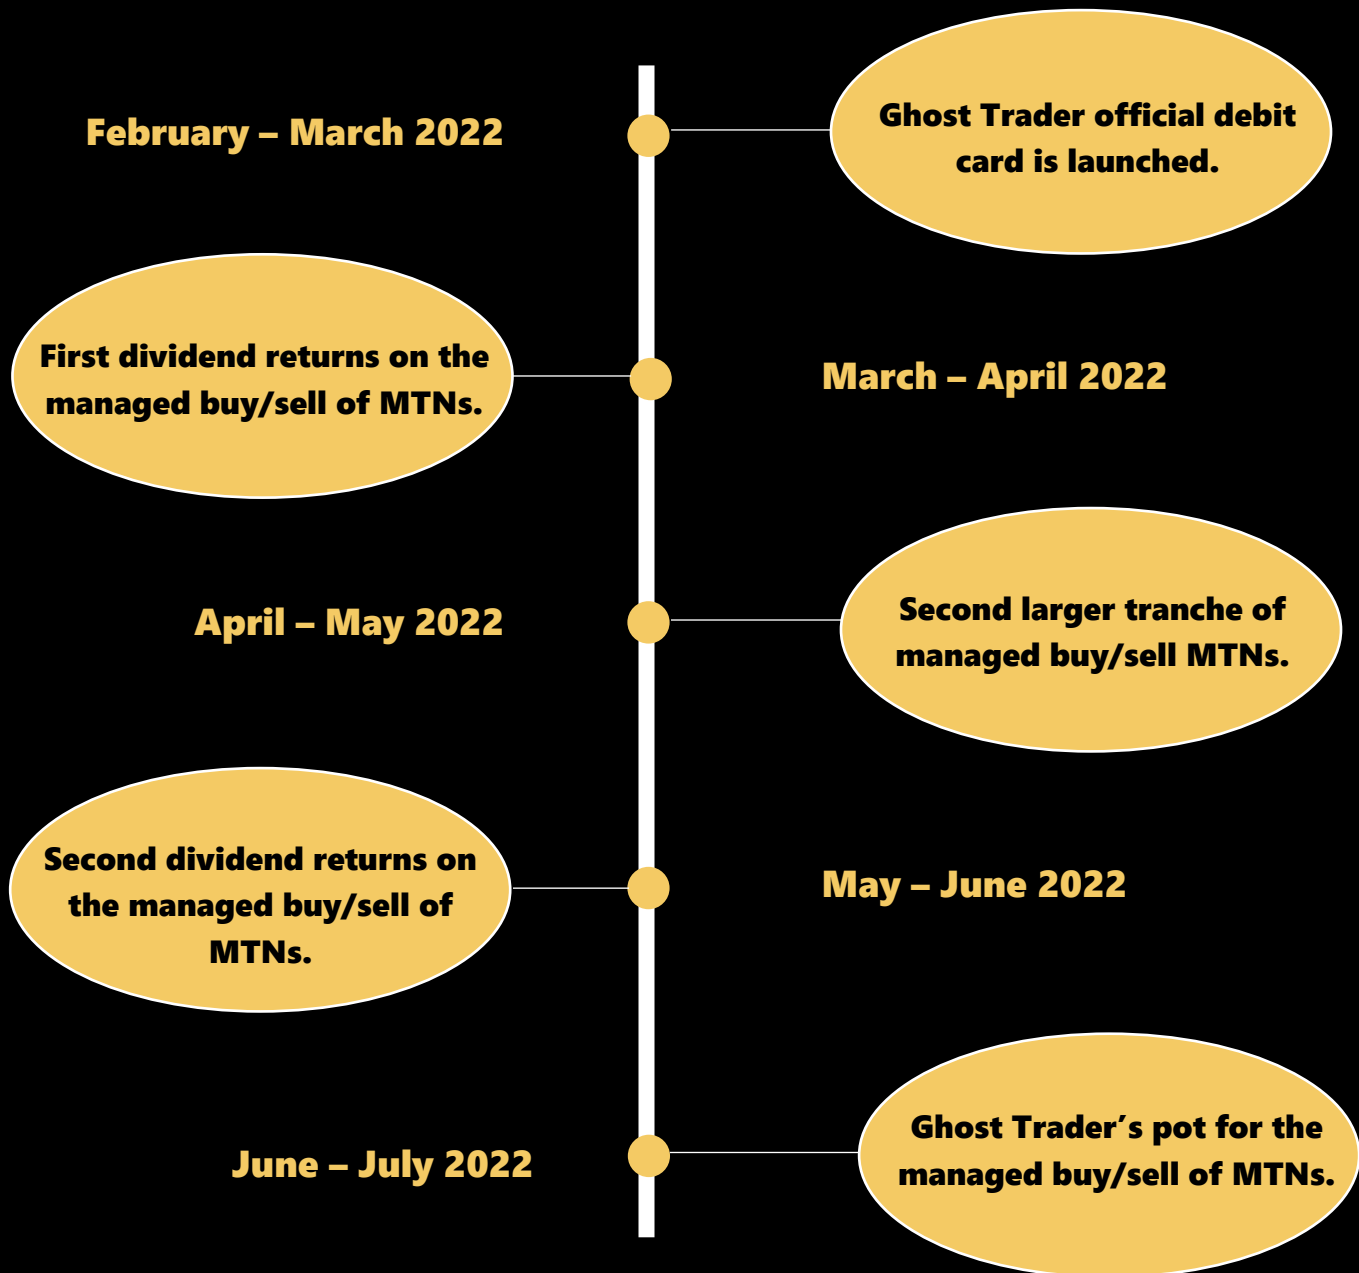 February – March 2022
Ghost Trader official debit
card is launched.
First dividend returns on the
managed buy/sell of MTNs.
March – April 2022
April – May 2022
Second larger tranche of
managed buy/sell MTNs.
Second dividend returns on
the managed buy/sell of
MTNs.
May – June 2022
June – July 2022
Ghost Trader’s pot for the
managed buy/sell of MTNs.